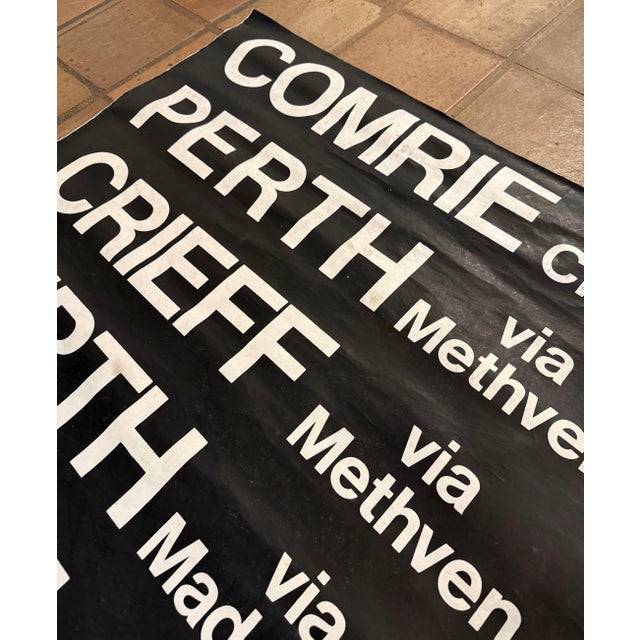 COMRIE
PERTH via Methven
CRIEFF via Methven
via